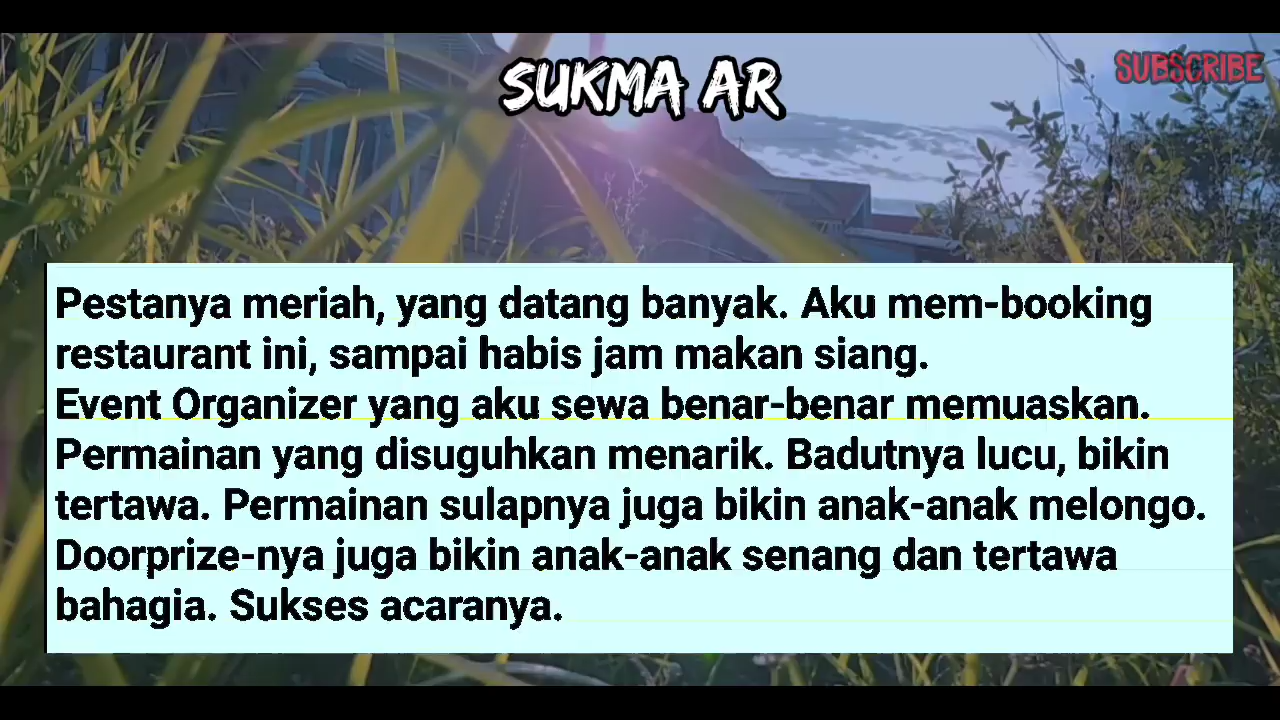 SUKMA AR
SUBSCRIBE
Pestanya meriah, yang datang banyak. Aku mem-booking
restaurant ini, sampai habis jam makan siang.
Event Organizer yang aku sewa benar-benar memuaskan.
Permainan yang disuguhkan menarik. Badutnya lucu, bikin
tertawa. Permainan sulapnya juga bikin anak-anak melongo.
Doorprize-nya juga bikin anak-anak senang dan tertawa
bahagia. Sukses acaranya.